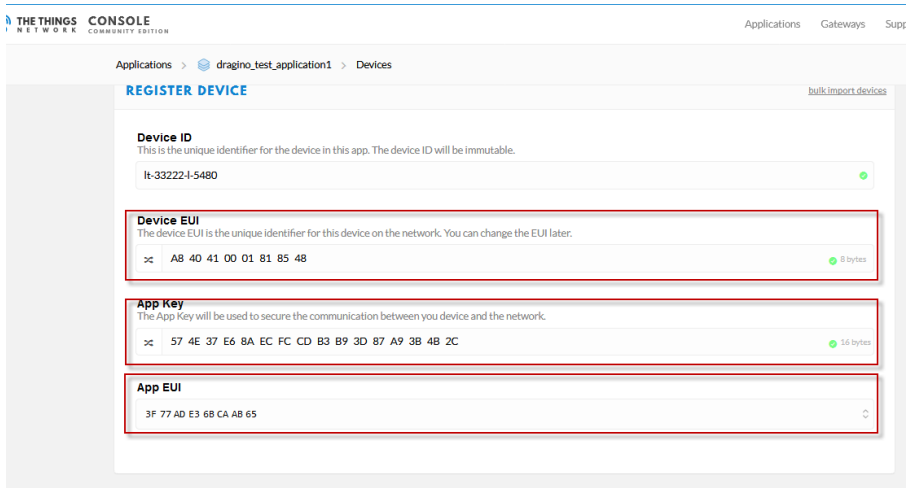 THE THINGS NETWORK CONSOLE COMMUNITY EDITION
Applications Gateways
Applications > dragino_test_application1 > Devices
REGISTER DEVICE bulk import devices
Device ID
This is the unique identifier for the device in this app. The device ID will be immutable.
lt-33222-l-5480
Device EUI
The device EUI is the unique identifier for this device on the network. You can change the EUI later.
A8 40 41 00 01 81 85 48 8 bytes
App Key
The App Key will be used to secure the communication between you device and the network.
57 4E 37 E6 8A EC FC CD B3 B9 3D 87 A9 3B 4B 2C 16 bytes
App EUI
3F 77 AD E3 6B CA AB 65